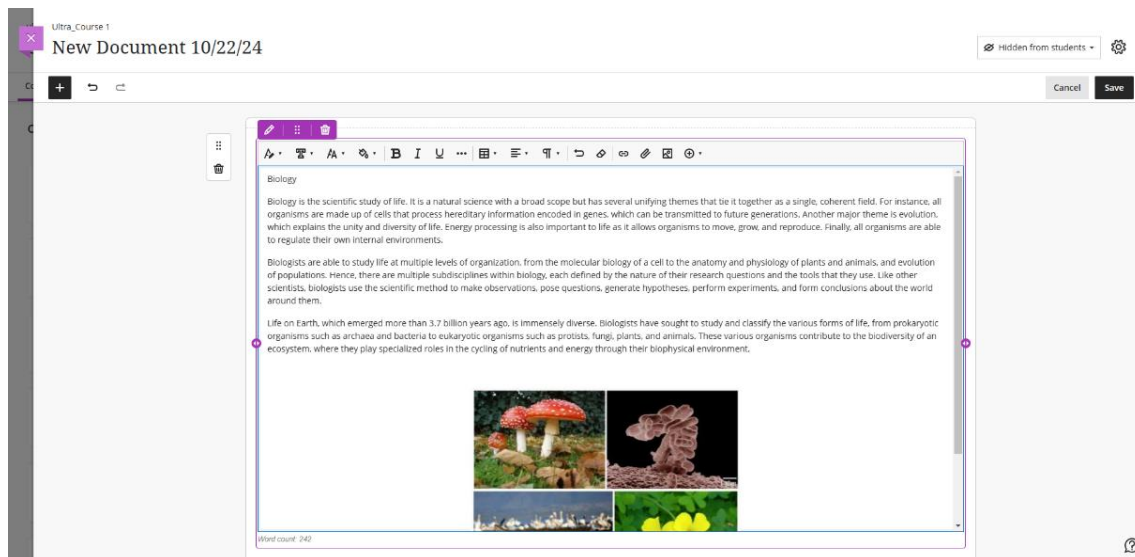 Ultra_Course 1
New Document 10/22/24
Hidden from students
Cancel
Save
Biology
Biology is the scientific study of life. It is a natural science with a broad scope but has several unifying themes that tie it together as a single, coherent field. For instance, all
organisms are made up of cells that process hereditary information encoded in genes, which can be transmitted to future generations. Another major theme is evolution,
which explains the unity and diversity of life. Energy processing is also important to life as it allows organisms to move, grow, and reproduce. Finally, all organisms are able
to regulate their own internal environments.
Biologists are able to study life at multiple levels of organization, from the molecular biology of a cell to the anatomy and physiology of plants and animals, and evolution
of populations. Hence, there are multiple subdisciplines within biology, each defined by the nature of their research questions and the tools that they use. Like other
scientists, biologists use the scientific method to make observations, pose questions, generate hypotheses, perform experiments, and form conclusions about the world
around them.
Life on Earth, which emerged more than 3.7 billion years ago, is immensely diverse. Biologists have sought to study and classify the various forms of life, from prokaryotic
organisms such as archaea and bacteria to eukaryotic organisms such as protists, fungi, plants, and animals. These various organisms contribute to the biodiversity of an
ecosystem, where they play specialized roles in the cycling of nutrients and energy through their biophysical environment.
Word count: 242